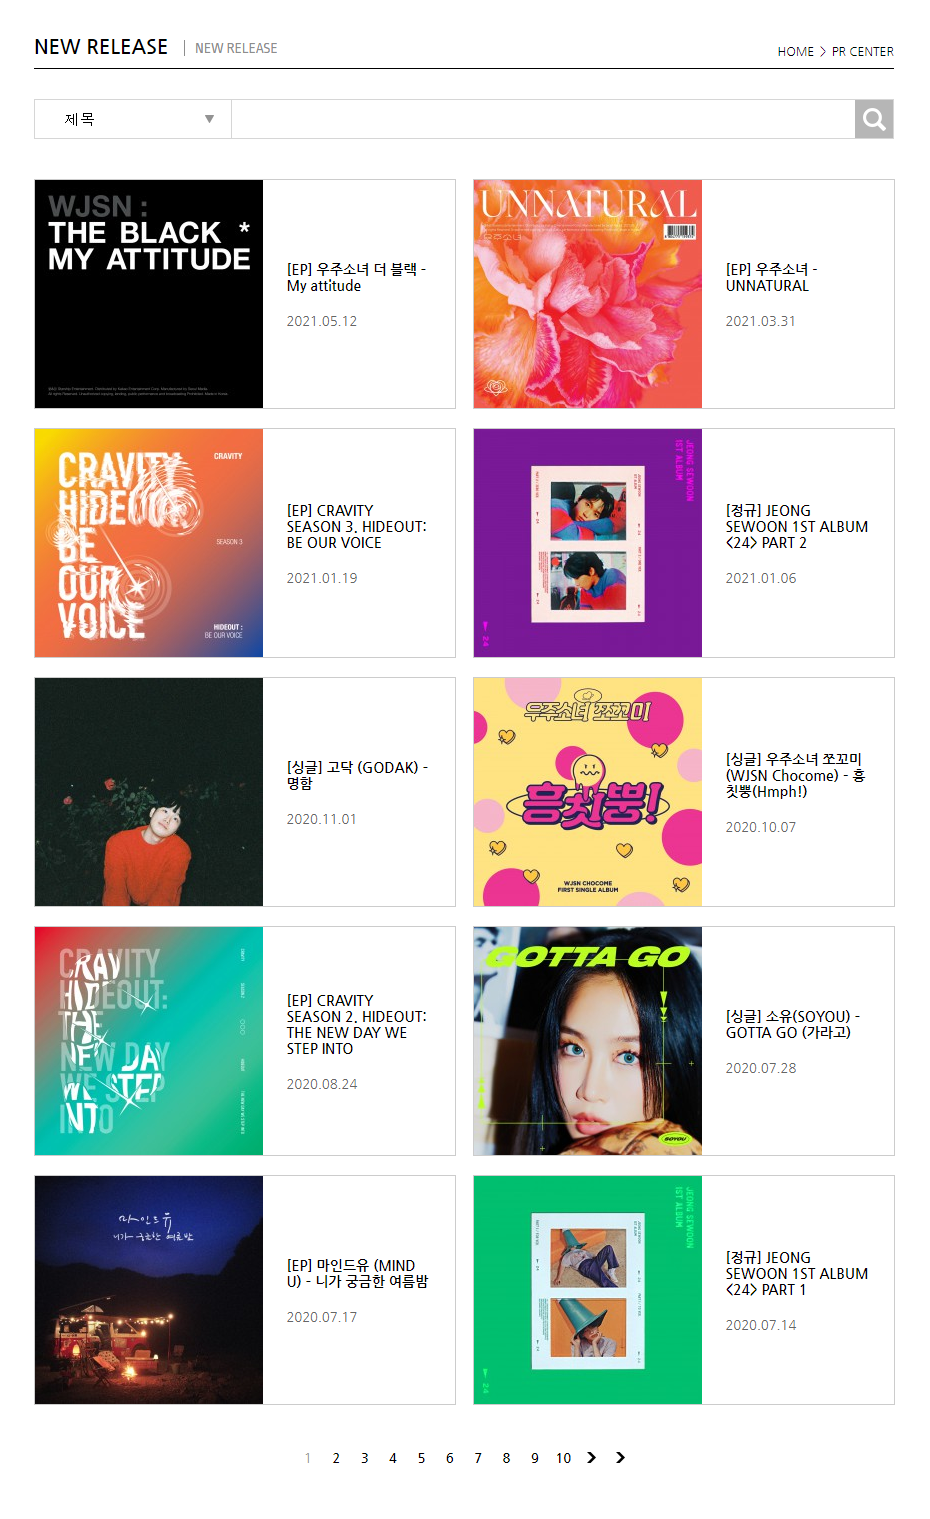 NEW RELEASE
NEW RELEASE
HOME > PR CENTER
제목
WJSN :
THE BLACK *
MY ATTITUDE
[EP] 우주소녀 더 블랙 -
My attitude
2021.05.12
UNNATURAL
우주소녀
[EP] 우주소녀 -
UNNATURAL
2021.03.31
CRAVITY
HIDEOUT:
BE
OUR
VOICE
CRAVITY
SEASON 3
HIDEOUT :
BE OUR VOICE
[EP] CRAVITY
SEASON 3. HIDEOUT:
BE OUR VOICE
2021.01.19
JEONG SEWOON
1ST ALBUM
24
[정규] JEONG
SEWOON 1ST ALBUM
<24> PART 2
2021.01.06
[싱글] 고닥 (GODAK) -
명함
2020.11.01
우주소녀 쪼꼬미
흥칫뿡!
WJSN CHOCOME
FIRST SINGLE ALBUM
[싱글] 우주소녀 쪼꼬미
(WJSN Chocome) - 흥
칫뿡(Hmph!)
2020.10.07
CRAVITY
HIDEOUT:
THE
NEW DAY
WE STEP
INTO
[EP] CRAVITY
SEASON 2. HIDEOUT:
THE NEW DAY WE
STEP INTO
2020.08.24
GOTTA GO
SOYOU
[싱글] 소유(SOYOU) -
GOTTA GO (가라고)
2020.07.28
마인드유
니가 궁금한 여름밤
[EP] 마인드유 (MIND
U) - 니가 궁금한 여름밤
2020.07.17
JEONG SEWOON
1ST ALBUM
24
[정규] JEONG
SEWOON 1ST ALBUM
<24> PART 1
2020.07.14
1 2 3 4 5 6 7 8 9 10